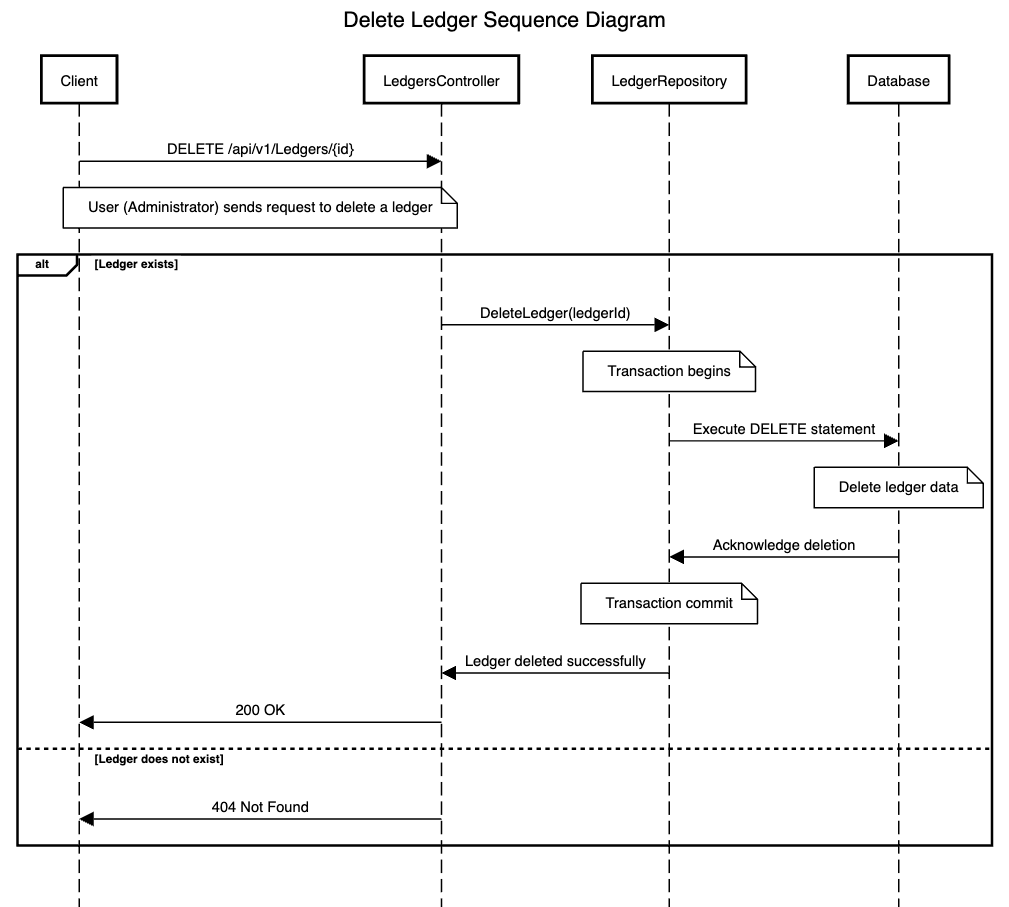 Delete Ledger Sequence Diagram
Client
LedgersController
LedgerRepository
Database
DELETE /api/v1/Ledgers/{id}
User (Administrator) sends request to delete a ledger
alt
[Ledger exists]
DeleteLedger(ledgerId)
Transaction begins
Execute DELETE statement
Delete ledger data
Acknowledge deletion
Transaction commit
Ledger deleted successfully
200 OK
[Ledger does not exist]
404 Not Found